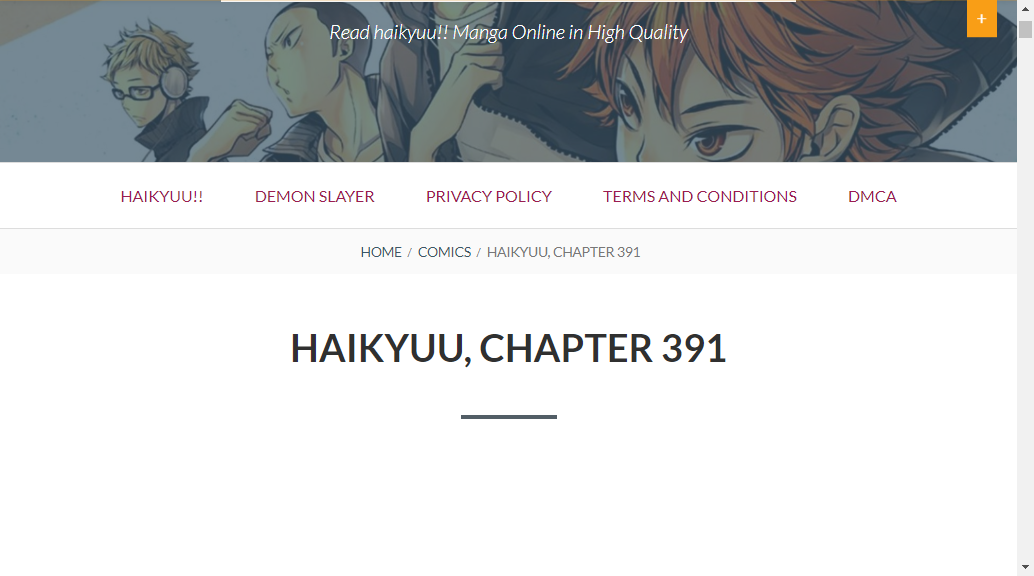 Read haikyuu!! Manga Online in High Quality
+
HAIKYUU!! DEMON SLAYER PRIVACY POLICY TERMS AND CONDITIONS DMCA
HOME / COMICS / HAIKYUU, CHAPTER 391
HAIKYUU, CHAPTER 391